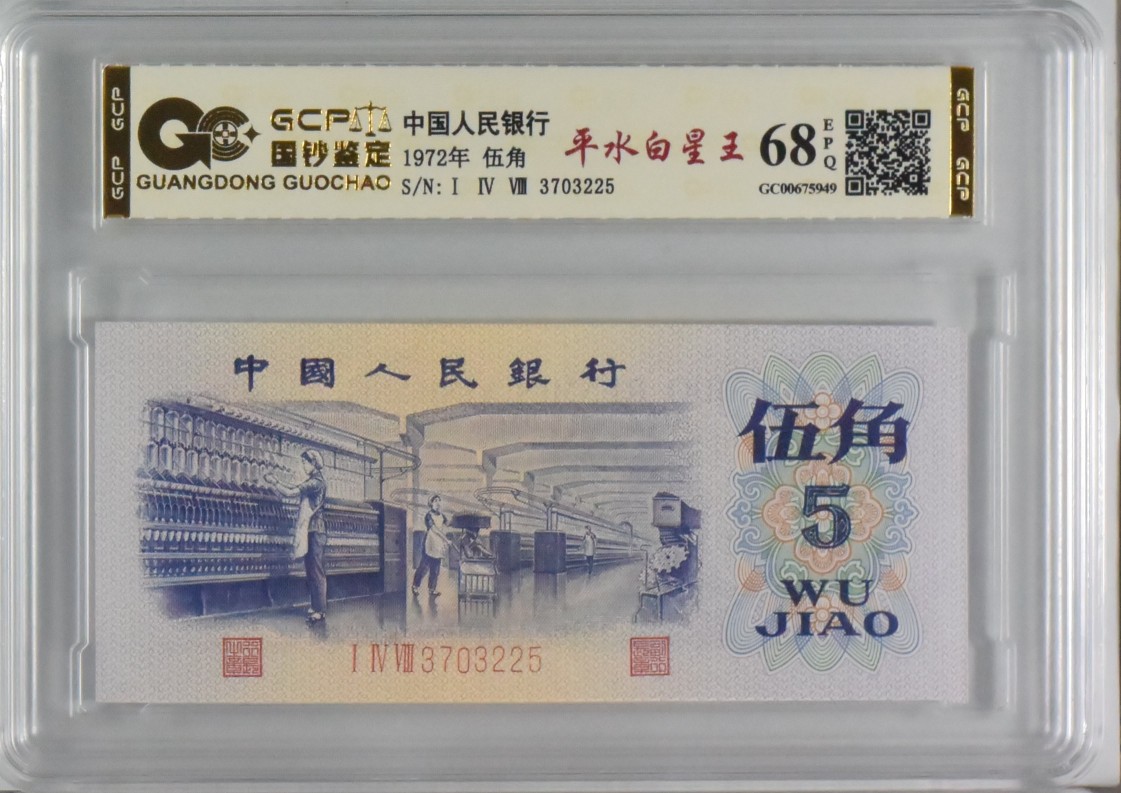 GCP
GCP
GCP
国钞鉴定
GUANGDONG GUOCHAO
中国人民银行
1972年 伍角
S/N: I IV VIII 3703225
平水白星王
68
EPQ
GC00675949
GCP
GCP
中國人民銀行
伍角
5
WU
JIAO
I IV VIII 3703225